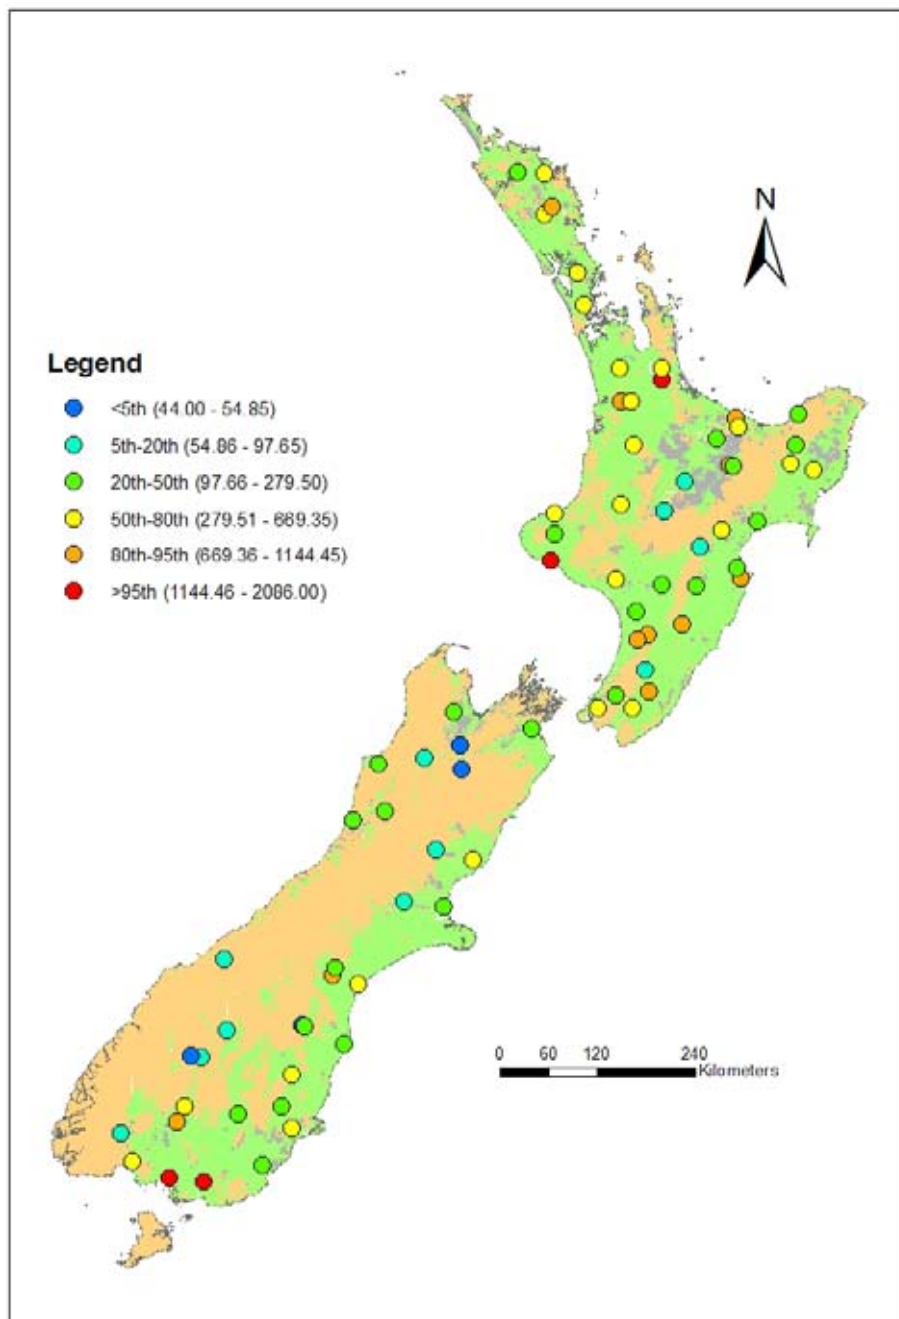 N
Legend
<5th (44.00 - 54.85)
5th-20th (54.86 - 97.65)
20th-50th (97.66 - 279.50)
50th-80th (279.51 - 669.35)
80th-95th (669.36 - 1144.45)
>95th (1144.46 - 2086.00)
0 60 120 240
Kilometers